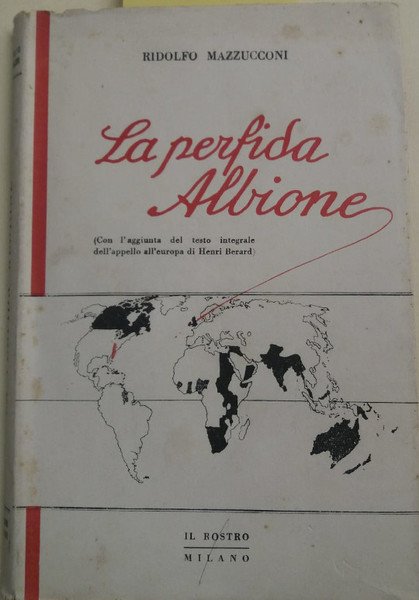 RIDOLFO MAZZUCCONI
La perfida
Albione
(Con l'aggiunta del testo integrale
dell'appello all'europa di Henri Berard)
IL ROSTRO
MILANO